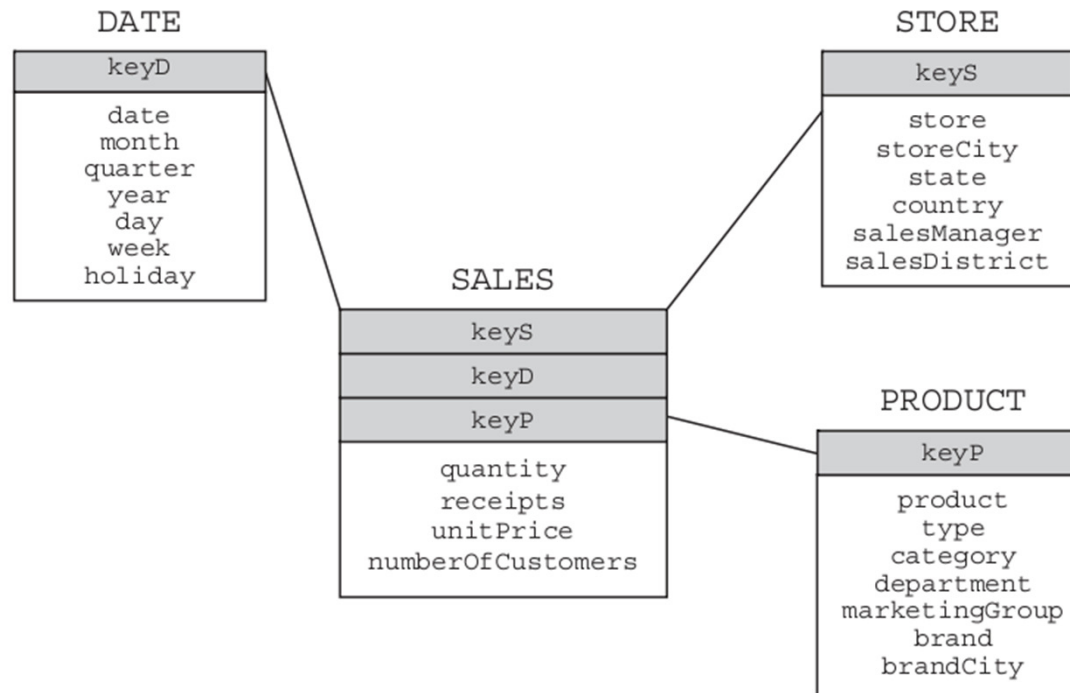 DATE
keyD
date
month
quarter
year
day
week
holiday
STORE
keyS
store
storeCity
state
country
salesManager
salesDistrict
SALES
keyS
keyD
keyP
quantity
receipts
unitPrice
numberOfCustomers
PRODUCT
keyP
product
type
category
department
marketingGroup
brand
brandCity